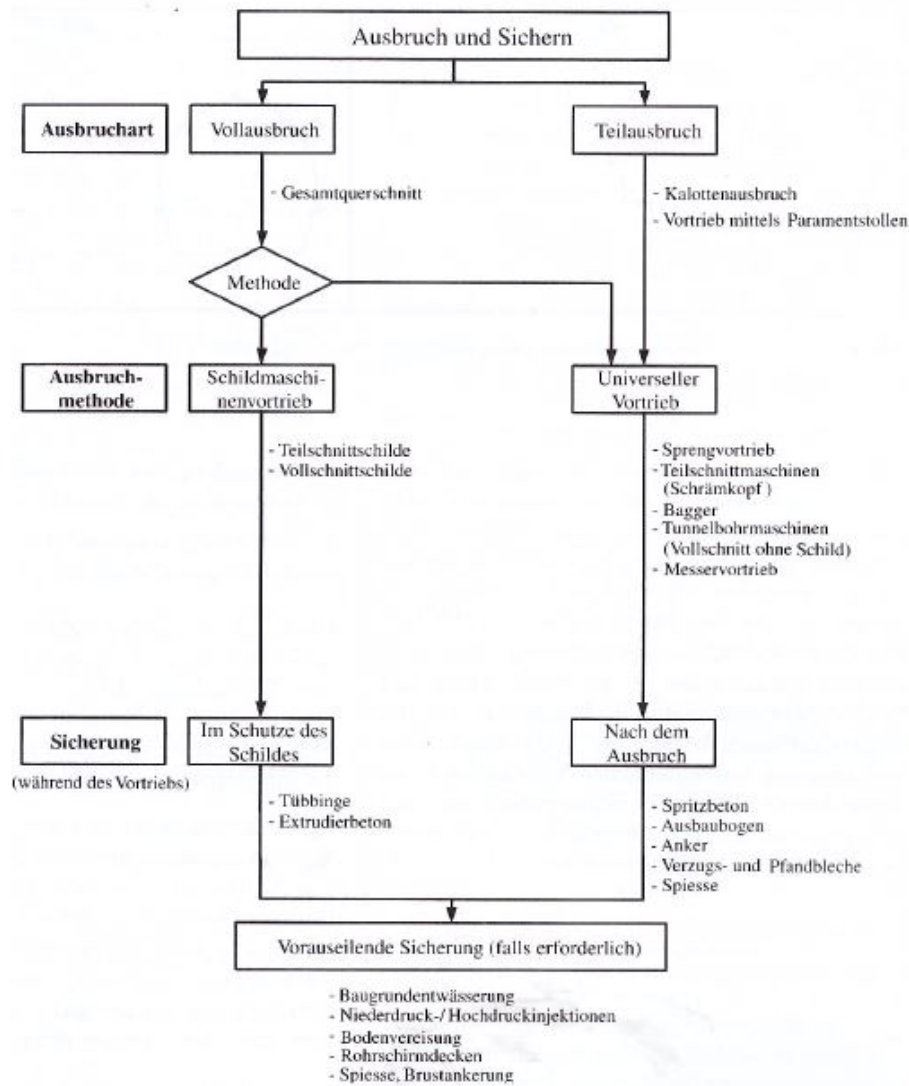 Ausbruch und Sichern
Ausbruchart
Vollausbruch
Teilausbruch
- Gesamtquerschnitt
- Kalottenausbruch
- Vortrieb mittels Paramentstollen
Methode
Ausbruch-
methode
Schildmaschi-
nenvortrieb
Universeller
Vortrieb
- Teilschnittschilde
- Vollschnittschilde
- Sprengvortrieb
- Teilschnittmaschinen
(Schrämkopf )
- Bagger
- Tunnelbohrmaschinen
(Vollschnitt ohne Schild)
- Messervortrieb
Sicherung
(während des Vortriebs)
Im Schutze des
Schildes
Nach dem
Ausbruch
- Tübbinge
- Extrudierbeton
- Spritzbeton
- Ausbaubogen
- Anker
- Verzugs- und Pfandbleche
- Spiesse
Vorauseilende Sicherung (falls erforderlich)
- Baugrundentwässerung
- Niederdruck-/ Hochdruckinjektionen
- Bodenvereisung
- Rohrschirmdecken
- Spiesse, Brustankerung